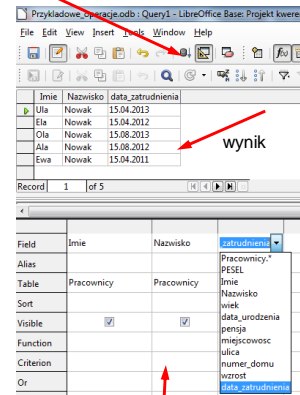 Przykladowe_operacje.odb : Query1 - LibreOffice Base: Projekt kwere
File Edit View Insert Tools Window Help
Imie Nazwisko data_zatrudnienia
Ula Nowak 15.04.2013
Ela Nowak 15.04.2012
Ola Nowak 15.08.2013
Ala Nowak 15.08.2012
Ewa Nowak 15.04.2011
wynik
Record 1 of 5
Field Imie Nazwisko zatrudnienia
Alias
Table Pracownicy Pracownicy
Sort
Visible
Function
Criterion
Or
Pracownicy.*
PESEL
Imie
Nazwisko
wiek
data_urodzenia
pensja
miejscowosc
ulica
numer_domu
wzrost
data_zatrudnienia